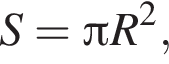 S = πR²,